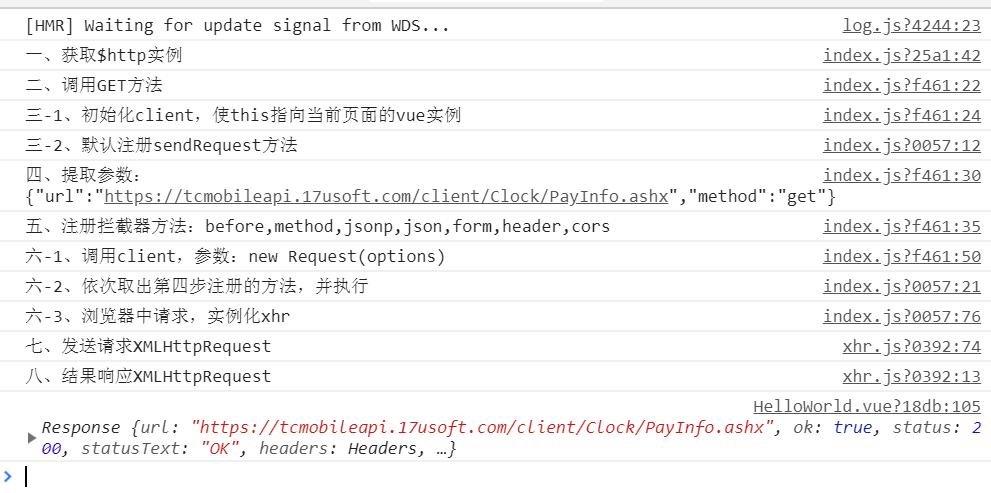 [HMR] Waiting for update signal from WDS... log.js?4244:23
一、获取$http实例 index.js?25a1:42
二、调用GET方法 index.js?f461:22
三-1、初始化client，使this指向当前页面的vue实例 index.js?f461:24
三-2、默认注册sendRequest方法 index.js?0057:12
四、提取参数： index.js?f461:30
{"url":"https://tcmobileapi.17usoft.com/client/Clock/PayInfo.ashx","method":"get"}
五、注册拦截器方法：before,method,jsonp,json,form,header,cors index.js?f461:35
六-1、调用client，参数：new Request(options) index.js?f461:50
六-2、依次取出第四步注册的方法，并执行 index.js?0057:21
六-3、浏览器中请求，实例化xhr index.js?0057:76
七、发送请求XMLHttpRequest xhr.js?0392:74
八、结果响应XMLHttpRequest xhr.js?0392:13
HelloWorld.vue?18db:105
Response {url: "https://tcmobileapi.17usoft.com/client/Clock/PayInfo.ashx", ok: true, status: 2
00, statusText: "OK", headers: Headers, …}